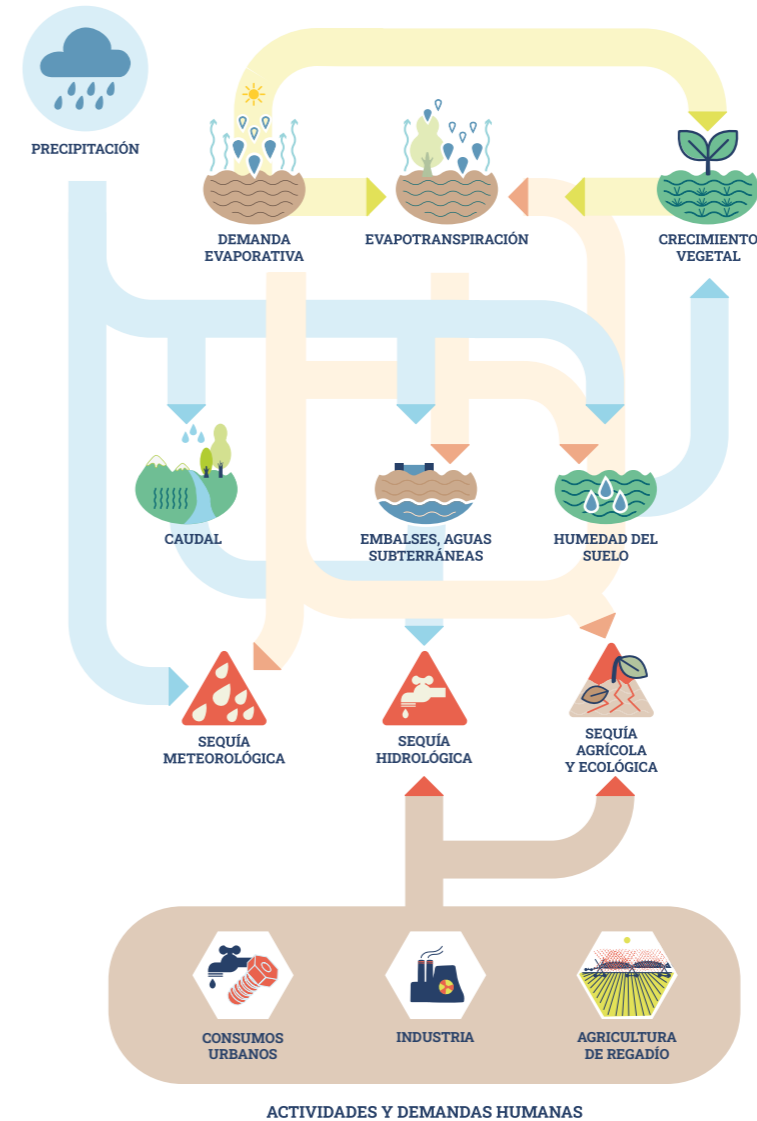 PRECIPITACIÓN
DEMANDA
EVAPORATIVA
EVAPOTRANSPIRACIÓN
CRECIMIENTO
VEGETAL
CAUDAL
EMBALSES, AGUAS
SUBTERRÁNEAS
HUMEDAD DEL
SUELO
SEQUÍA
METEOROLÓGICA
SEQUÍA
HIDROLÓGICA
SEQUÍA
AGRÍCOLA
Y ECOLÓGICA
CONSUMOS
URBANOS
INDUSTRIA
AGRICULTURA
DE REGADÍO
ACTIVIDADES Y DEMANDAS HUMANAS